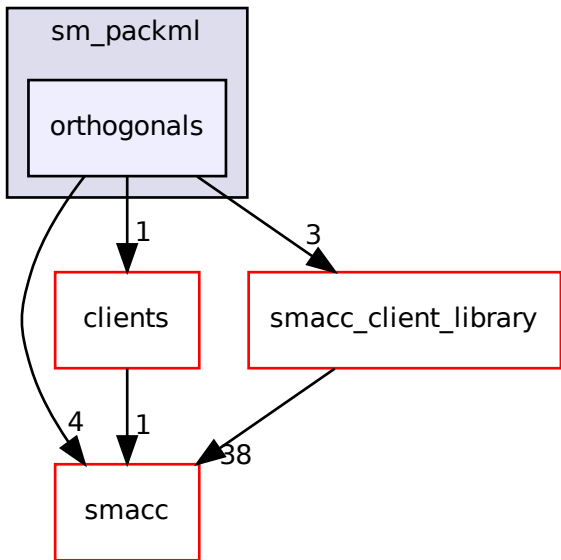 sm_packml
orthogonals
1
3
clients
smacc_client_library
4
1
38
smacc